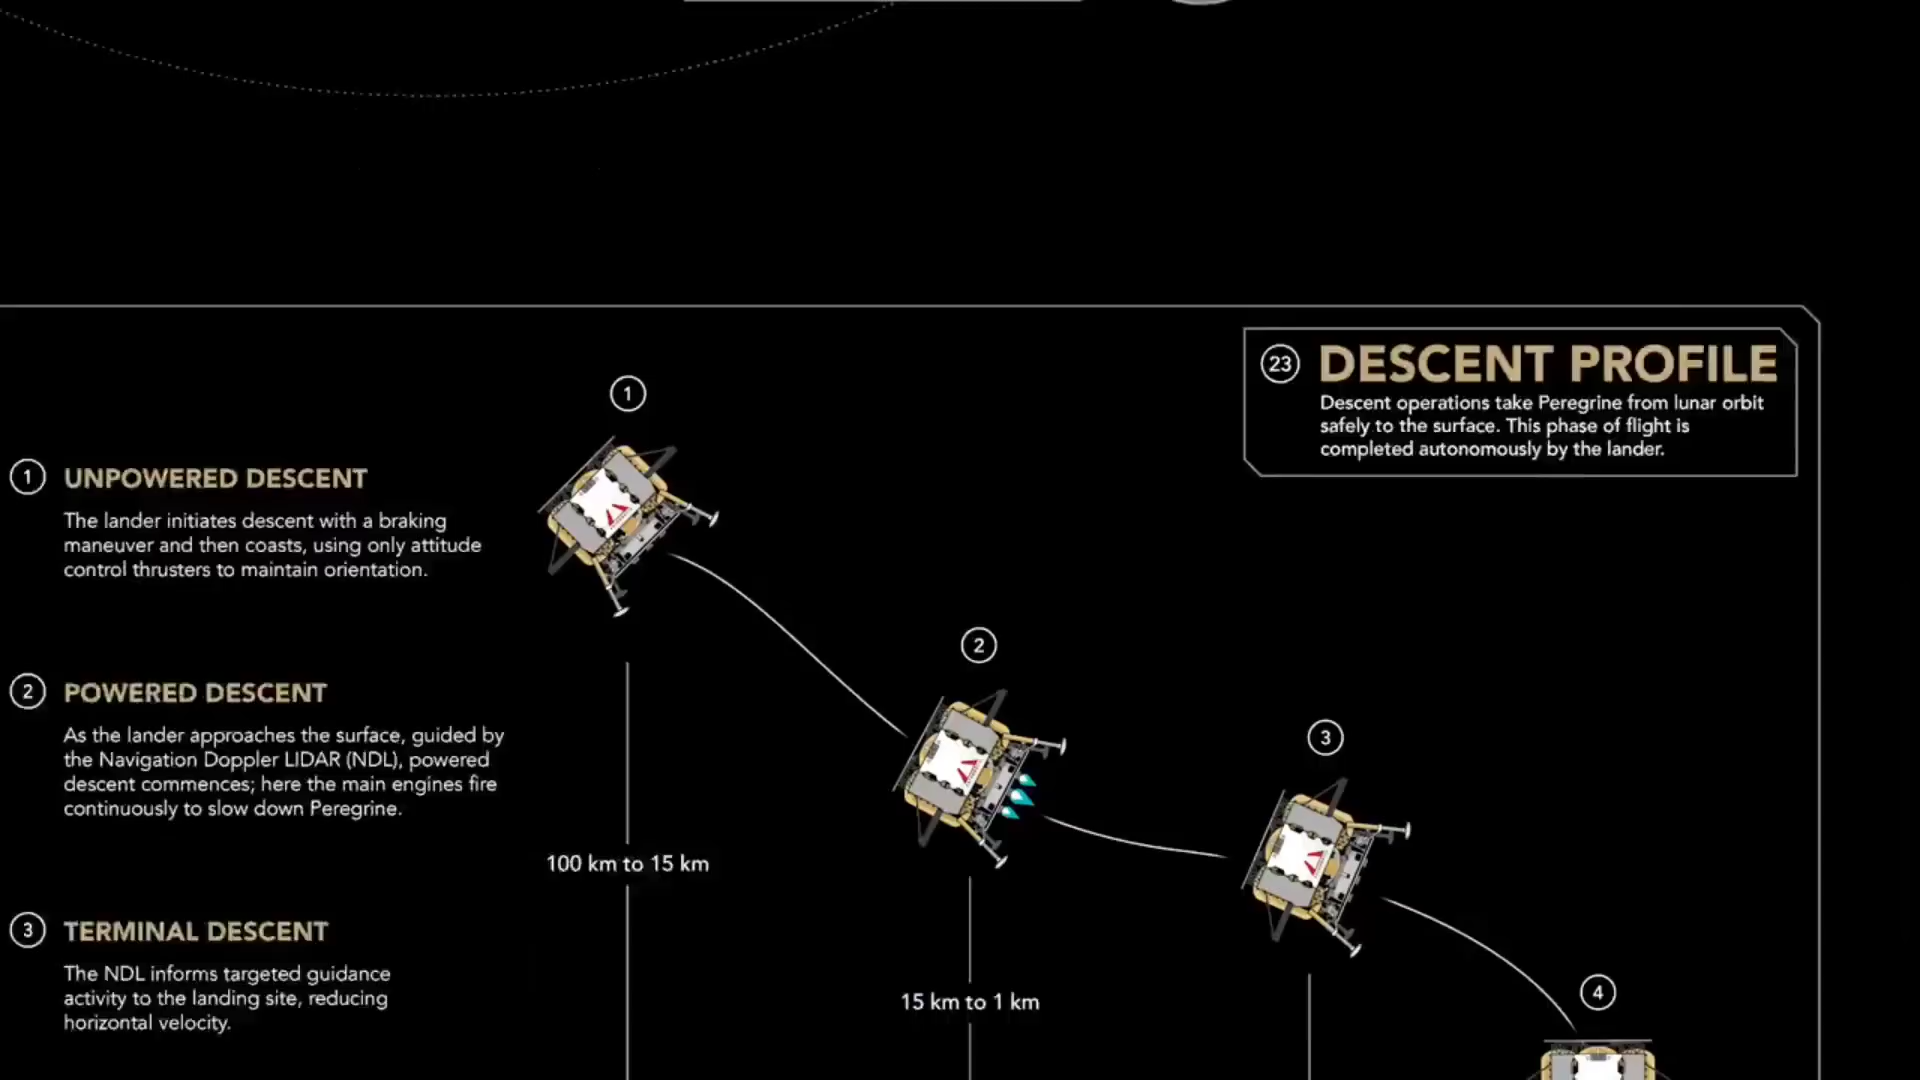 23
DESCENT PROFILE
Descent operations take Peregrine from lunar orbit
safely to the surface. This phase of flight is
completed autonomously by the lander.
1
1
UNPOWERED DESCENT
The lander initiates descent with a braking
maneuver and then coasts, using only attitude
control thrusters to maintain orientation.
2
2
POWERED DESCENT
As the lander approaches the surface, guided by
the Navigation Doppler LIDAR (NDL), powered
descent commences; here the main engines fire
continuously to slow down Peregrine.
3
100 km to 15 km
3
TERMINAL DESCENT
The NDL informs targeted guidance
activity to the landing site, reducing
horizontal velocity.
15 km to 1 km
4